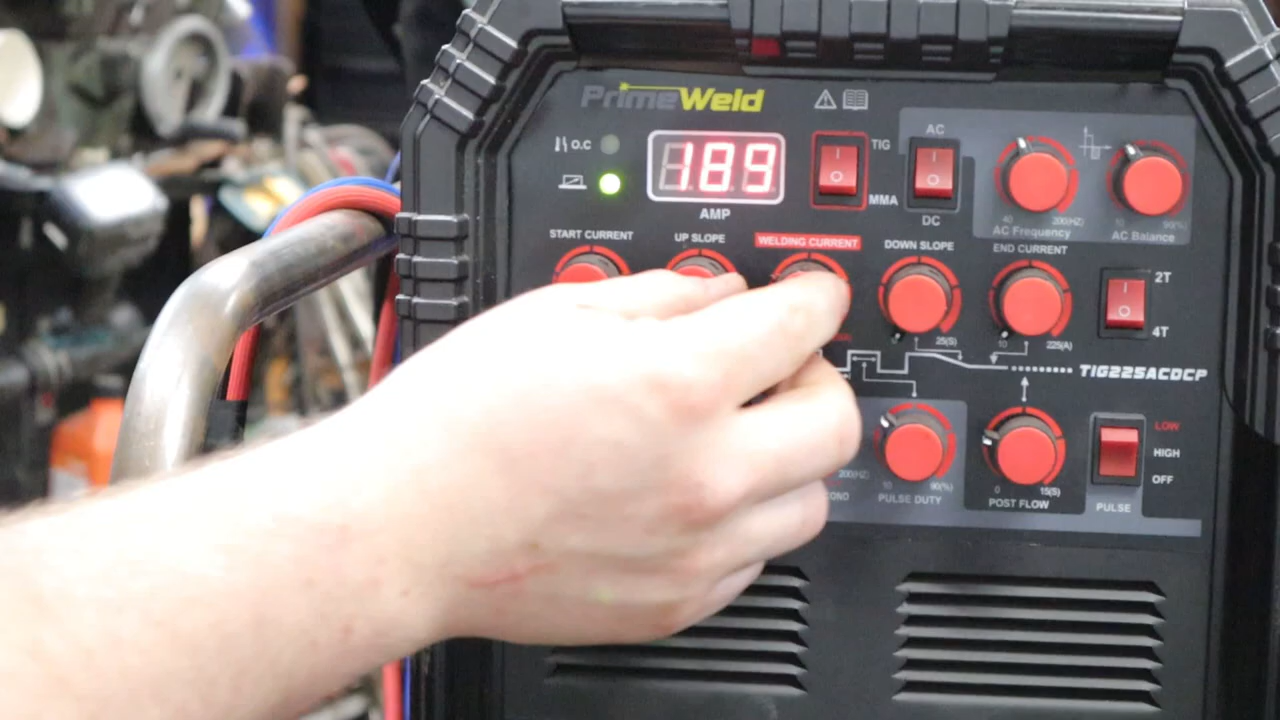 PrimeWeld
O.C
189
AMP
TIG
MMA
AC
DC
40 200(HZ)
AC Frequency
10 90(%)
AC Balance
START CURRENT
UP SLOPE
WELDING CURRENT
DOWN SLOPE
END CURRENT
25(S)
10 225(A)
2T
4T
TIG225ACDCP
200(HZ)
10 90(%)
PULSE DUTY
0 15(S)
POST FLOW
LOW
HIGH
OFF
PULSE